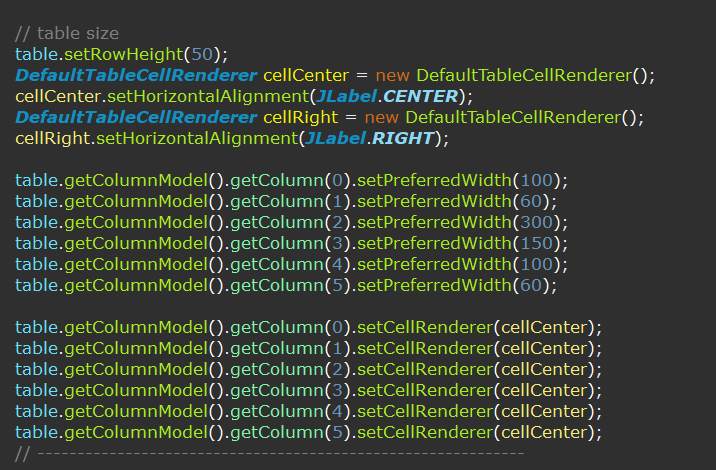 // table size
table.setRowHeight(50);
DefaultTableCellRenderer cellCenter = new DefaultTableCellRenderer();
cellCenter.setHorizontalAlignment(JLabel.CENTER);
DefaultTableCellRenderer cellRight = new DefaultTableCellRenderer();
cellRight.setHorizontalAlignment(JLabel.RIGHT);
table.getColumnModel().getColumn(0).setPreferredWidth(100);
table.getColumnModel().getColumn(1).setPreferredWidth(60);
table.getColumnModel().getColumn(2).setPreferredWidth(300);
table.getColumnModel().getColumn(3).setPreferredWidth(150);
table.getColumnModel().getColumn(4).setPreferredWidth(100);
table.getColumnModel().getColumn(5).setPreferredWidth(60);
table.getColumnModel().getColumn(0).setCellRenderer(cellCenter);
table.getColumnModel().getColumn(1).setCellRenderer(cellCenter);
table.getColumnModel().getColumn(2).setCellRenderer(cellCenter);
table.getColumnModel().getColumn(3).setCellRenderer(cellCenter);
table.getColumnModel().getColumn(4).setCellRenderer(cellCenter);
table.getColumnModel().getColumn(5).setCellRenderer(cellCenter);
// -------------------------------------------------------------